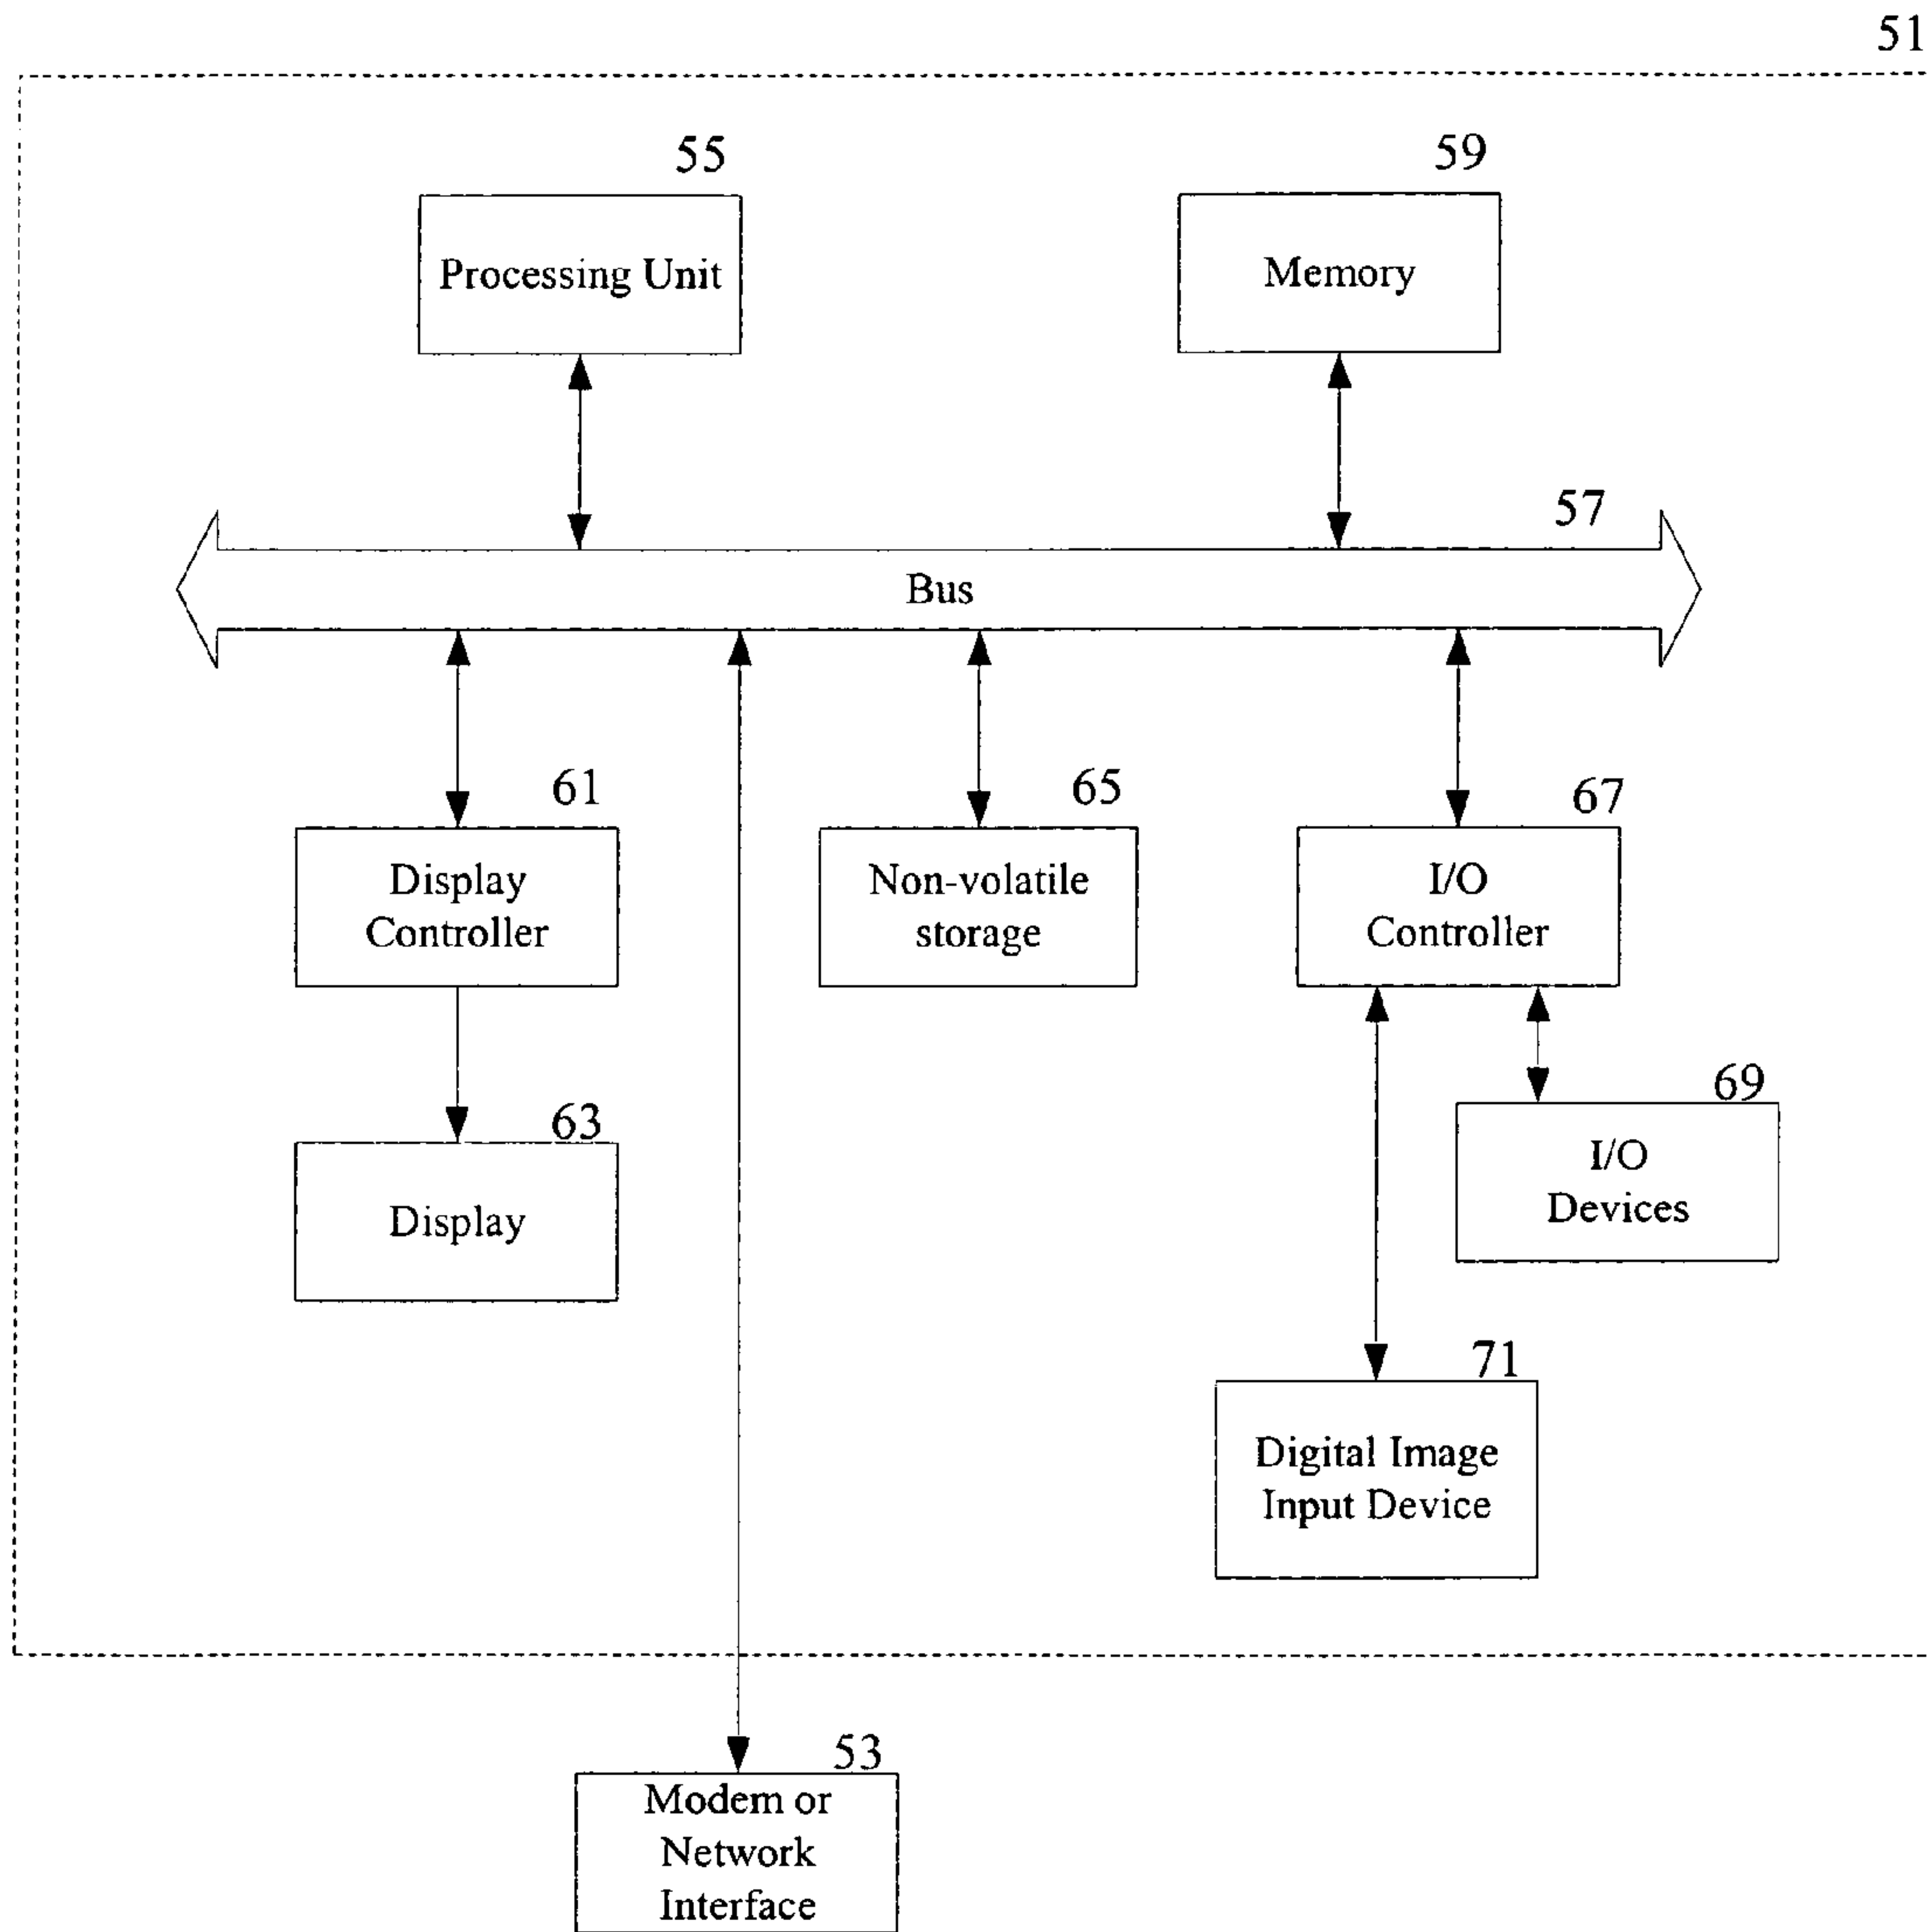 51
55
59
Processing Unit
Memory
57
Bus
61
65
67
Display
Controller
Non-volatile
storage
I/O
Controller
63
69
Display
I/O
Devices
71
Digital Image
Input Device
53
Modem or
Network
Interface